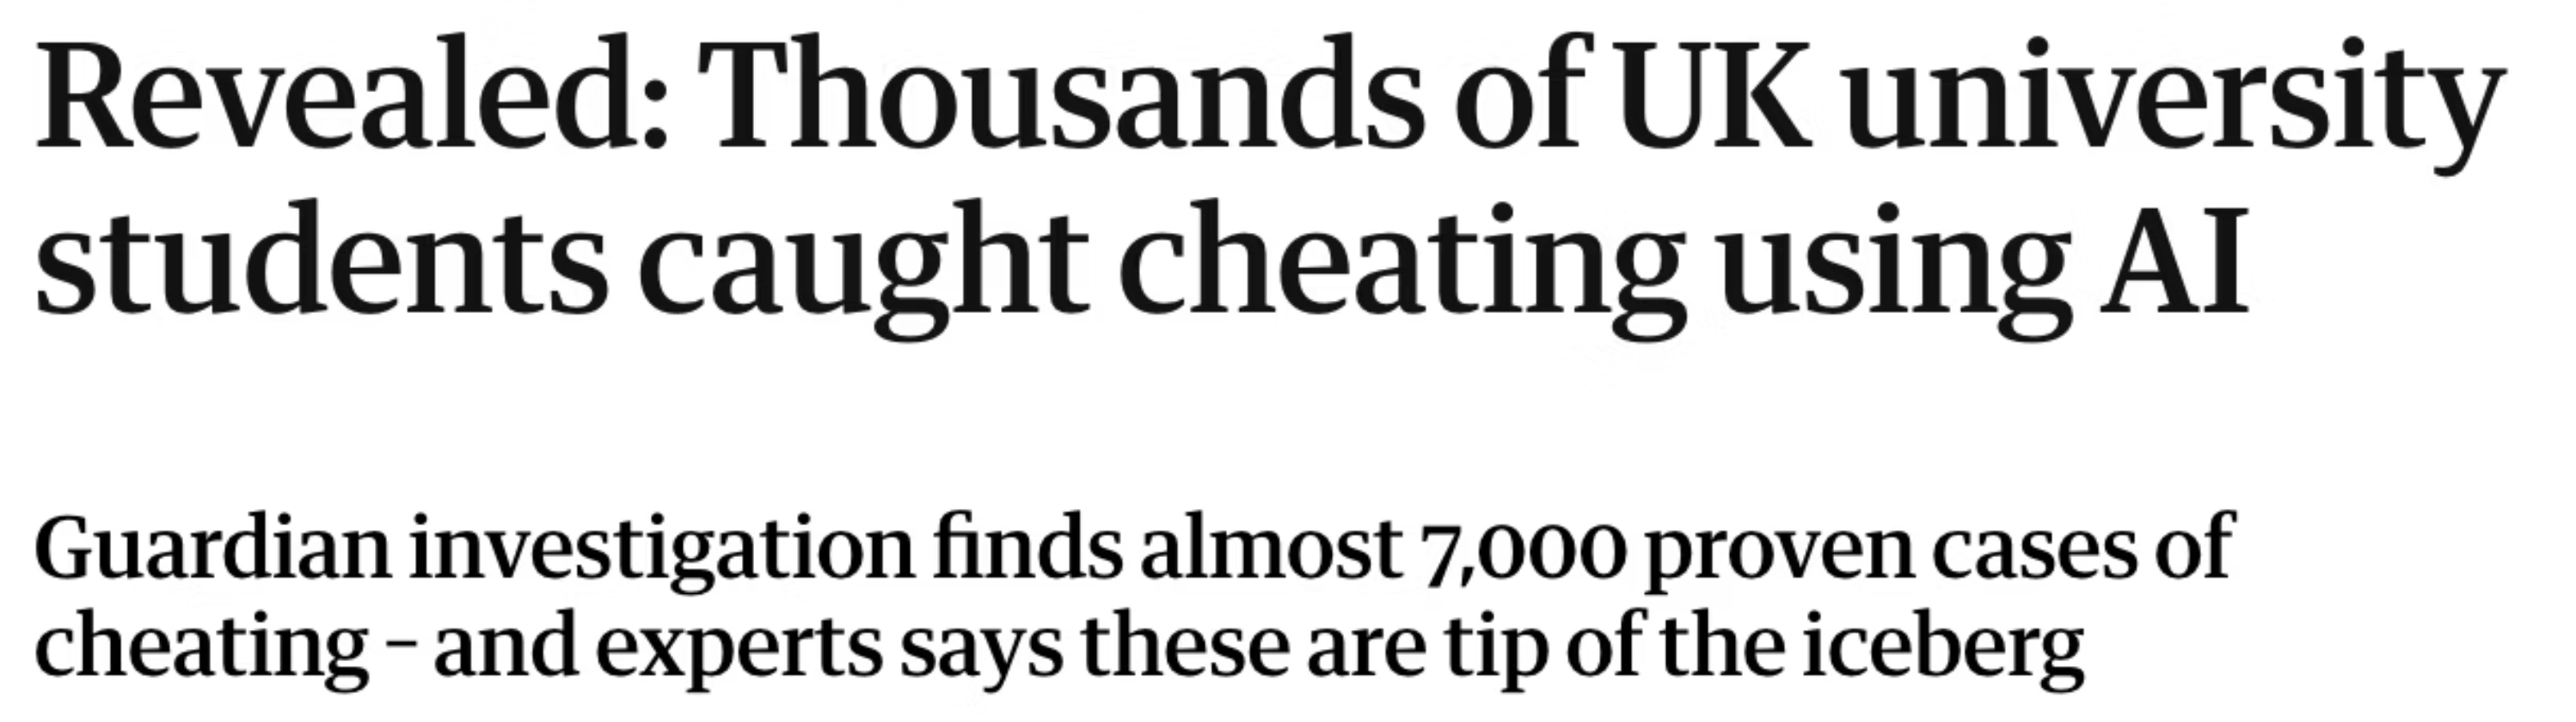 Revealed: Thousands of UK university
students caught cheating using AI
Guardian investigation finds almost 7,000 proven cases of
cheating – and experts says these are tip of the iceberg